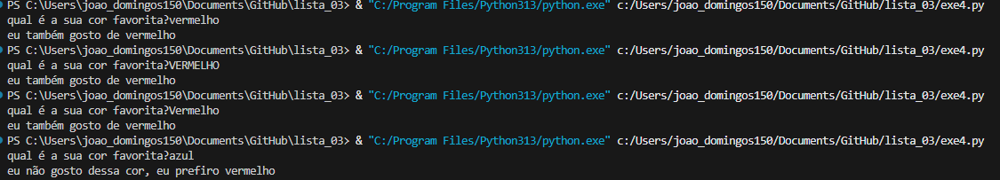 PS C:\Users\joao_domingos150\Documents\GitHub\lista_03> & "C:/Program Files/Python313/python.exe" c:/Users/joao_domingos150/Documents/GitHub/lista_03/exe4.py
qual é a sua cor favorita?vermelho
eu também gosto de vermelho
PS C:\Users\joao_domingos150\Documents\GitHub\lista_03> & "C:/Program Files/Python313/python.exe" c:/Users/joao_domingos150/Documents/GitHub/lista_03/exe4.py
qual é a sua cor favorita?VERMELHO
eu também gosto de vermelho
PS C:\Users\joao_domingos150\Documents\GitHub\lista_03> & "C:/Program Files/Python313/python.exe" c:/Users/joao_domingos150/Documents/GitHub/lista_03/exe4.py
qual é a sua cor favorita?Vermelho
eu também gosto de vermelho
PS C:\Users\joao_domingos150\Documents\GitHub\lista_03> & "C:/Program Files/Python313/python.exe" c:/Users/joao_domingos150/Documents/GitHub/lista_03/exe4.py
qual é a sua cor favorita?azul
eu não gosto dessa cor, eu prefiro vermelho